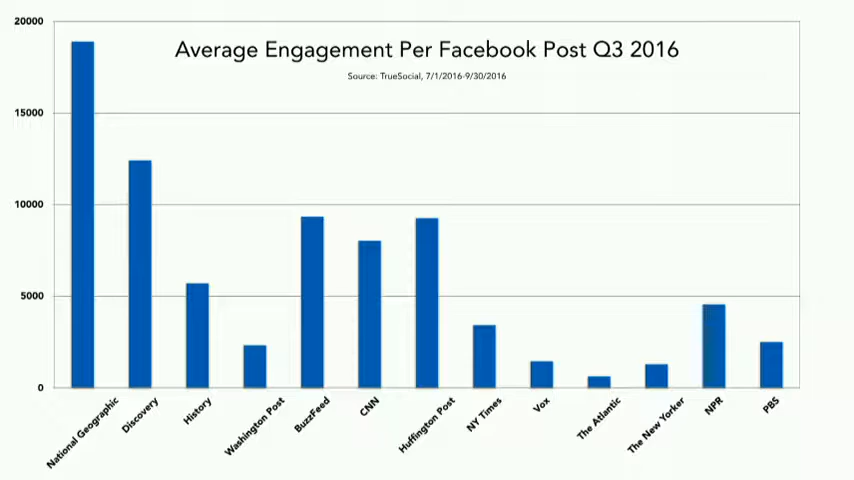 Average Engagement Per Facebook Post Q3 2016
Source: TrueSocial, 7/1/2016-9/30/2016
20000
15000
10000
5000
0
National Geographic
Discovery
History
Washington Post
BuzzFeed
CNN
Huffington Post
NY Times
Vox
The Atlantic
The New Yorker
NPR
PBS